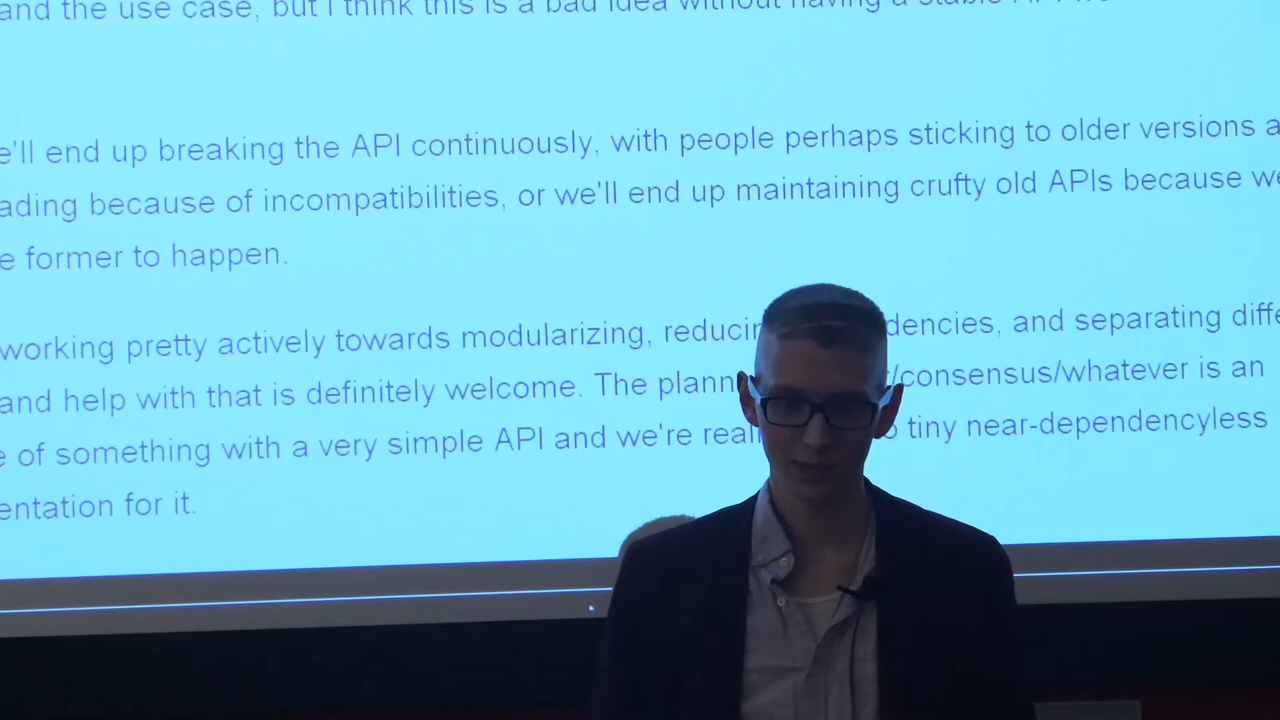 and the use case, but I think this is a bad idea without having a stable API
e'll end up breaking the API continuously, with people perhaps sticking to older versions a
ading because of incompatibilities, or we'll end up maintaining crufty old APIs because we
e former to happen.
working pretty actively towards modularizing, reducin dencies, and separating diffe
and help with that is definitely welcome. The plann r/consensus/whatever is an
e of something with a very simple API and we're reali o tiny near-dependencyless
entation for it.